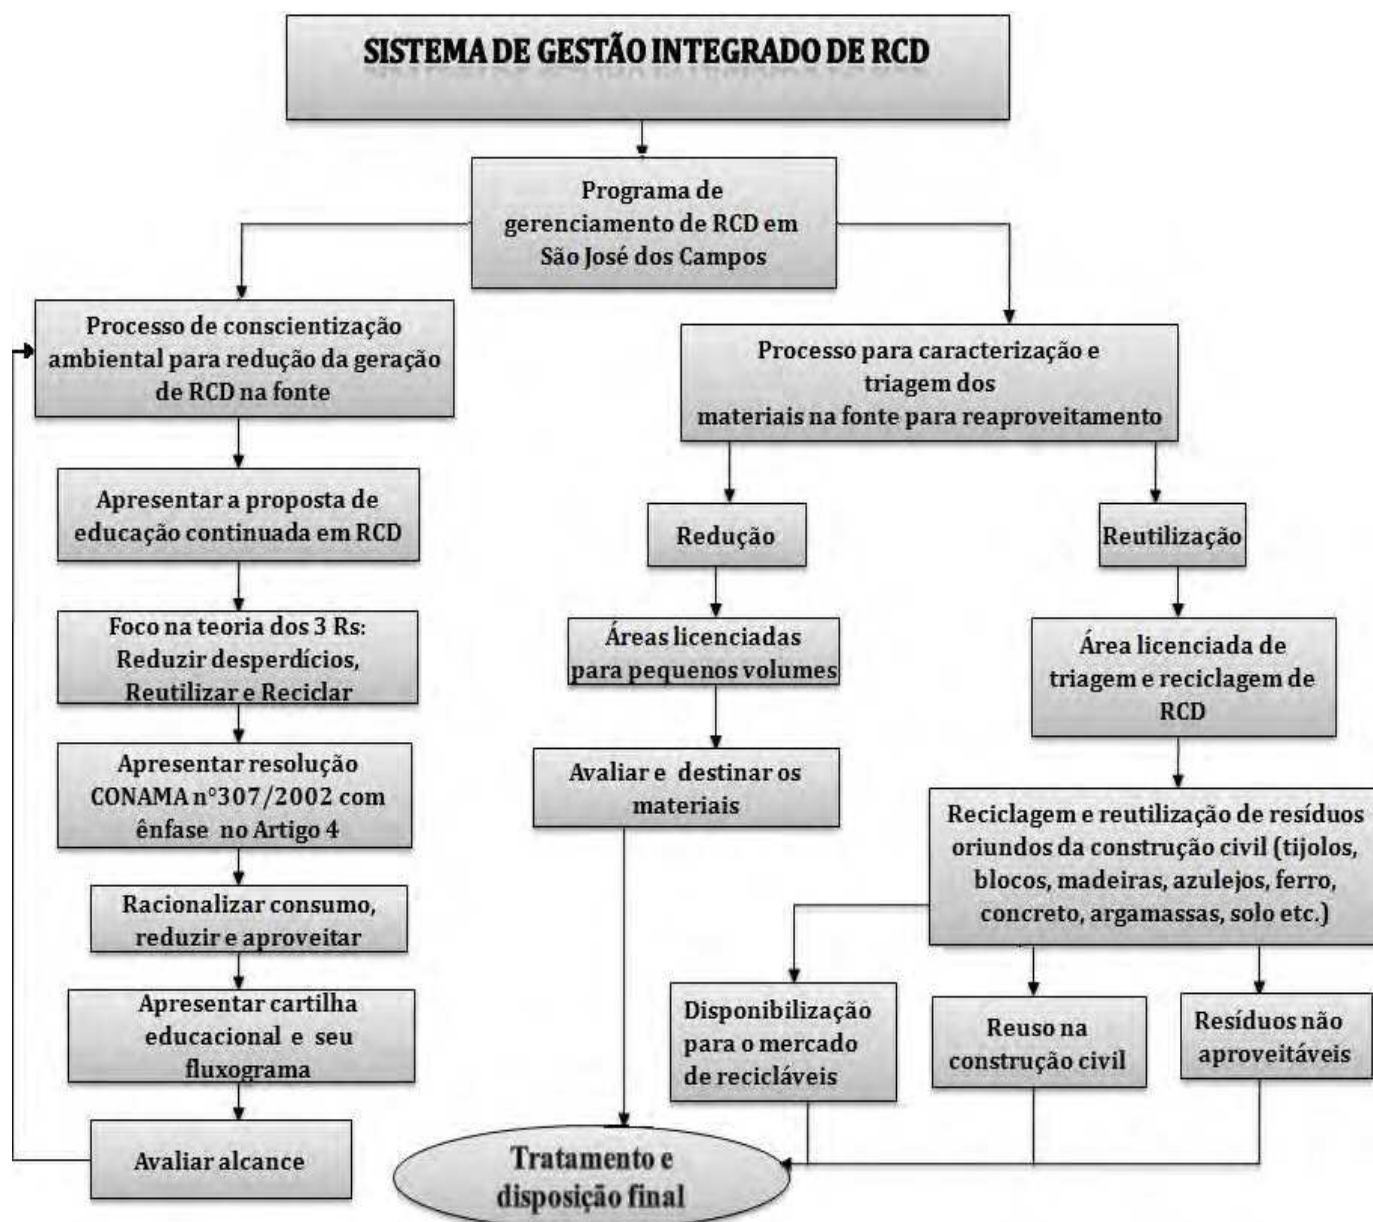 SISTEMA DE GESTÃO INTEGRADO DE RCD
Programa de
gerenciamento de RCD em
São José dos Campos
Processo de conscientização
ambiental para redução da geração
de RCD na fonte
Apresentar a proposta de
educação continuada em RCD
Foco na teoria dos 3 Rs:
Reduzir desperdícios,
Reutilizar e Reciclar
Apresentar resolução
CONAMA n°307/2002 com
ênfase no Artigo 4
Racionalizar consumo,
reduzir e aproveitar
Apresentar cartilha
educacional e seu
fluxograma
Avaliar alcance
Processo para caracterização e
triagem dos
materiais na fonte para reaproveitamento
Redução
Áreas licenciadas
para pequenos volumes
Avaliar e destinar os
materiais
Reutilização
Área licenciada de
triagem e reciclagem de
RCD
Reciclagem e reutilização de resíduos
oriundos da construção civil (tijolos,
blocos, madeiras, azulejos, ferro,
concreto, argamassas, solo etc.)
Disponibilização
para o mercado
de recicláveis
Reuso na
construção civil
Resíduos não
aproveitáveis
Tratamento e
disposição final